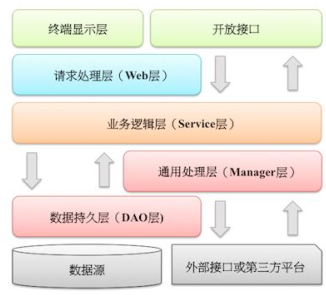 终端显示层
开放接口
请求处理层（Web层）
业务逻辑层（Service层）
通用处理层（Manager层）
数据持久层（DAO层)
数据源
外部接口或第三方平台